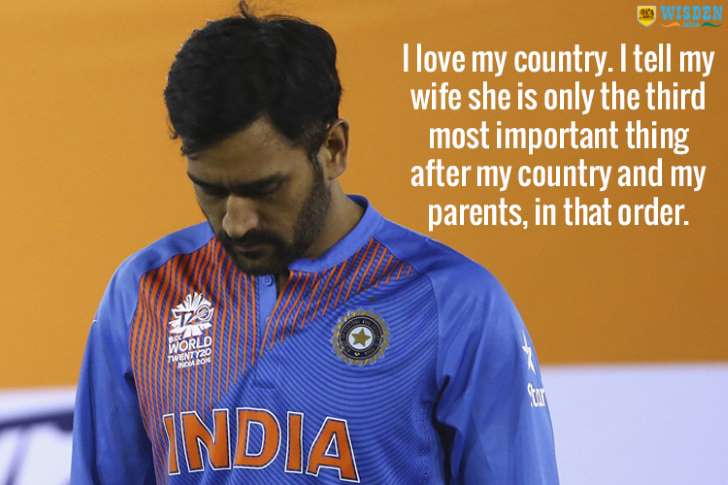 WISDEN
INDIA
I love my country. I tell my
wife she is only the third
most important thing
after my country and my
parents, in that order.
WORLD
TWENTY20
INDIA 2016
Star
INDIA